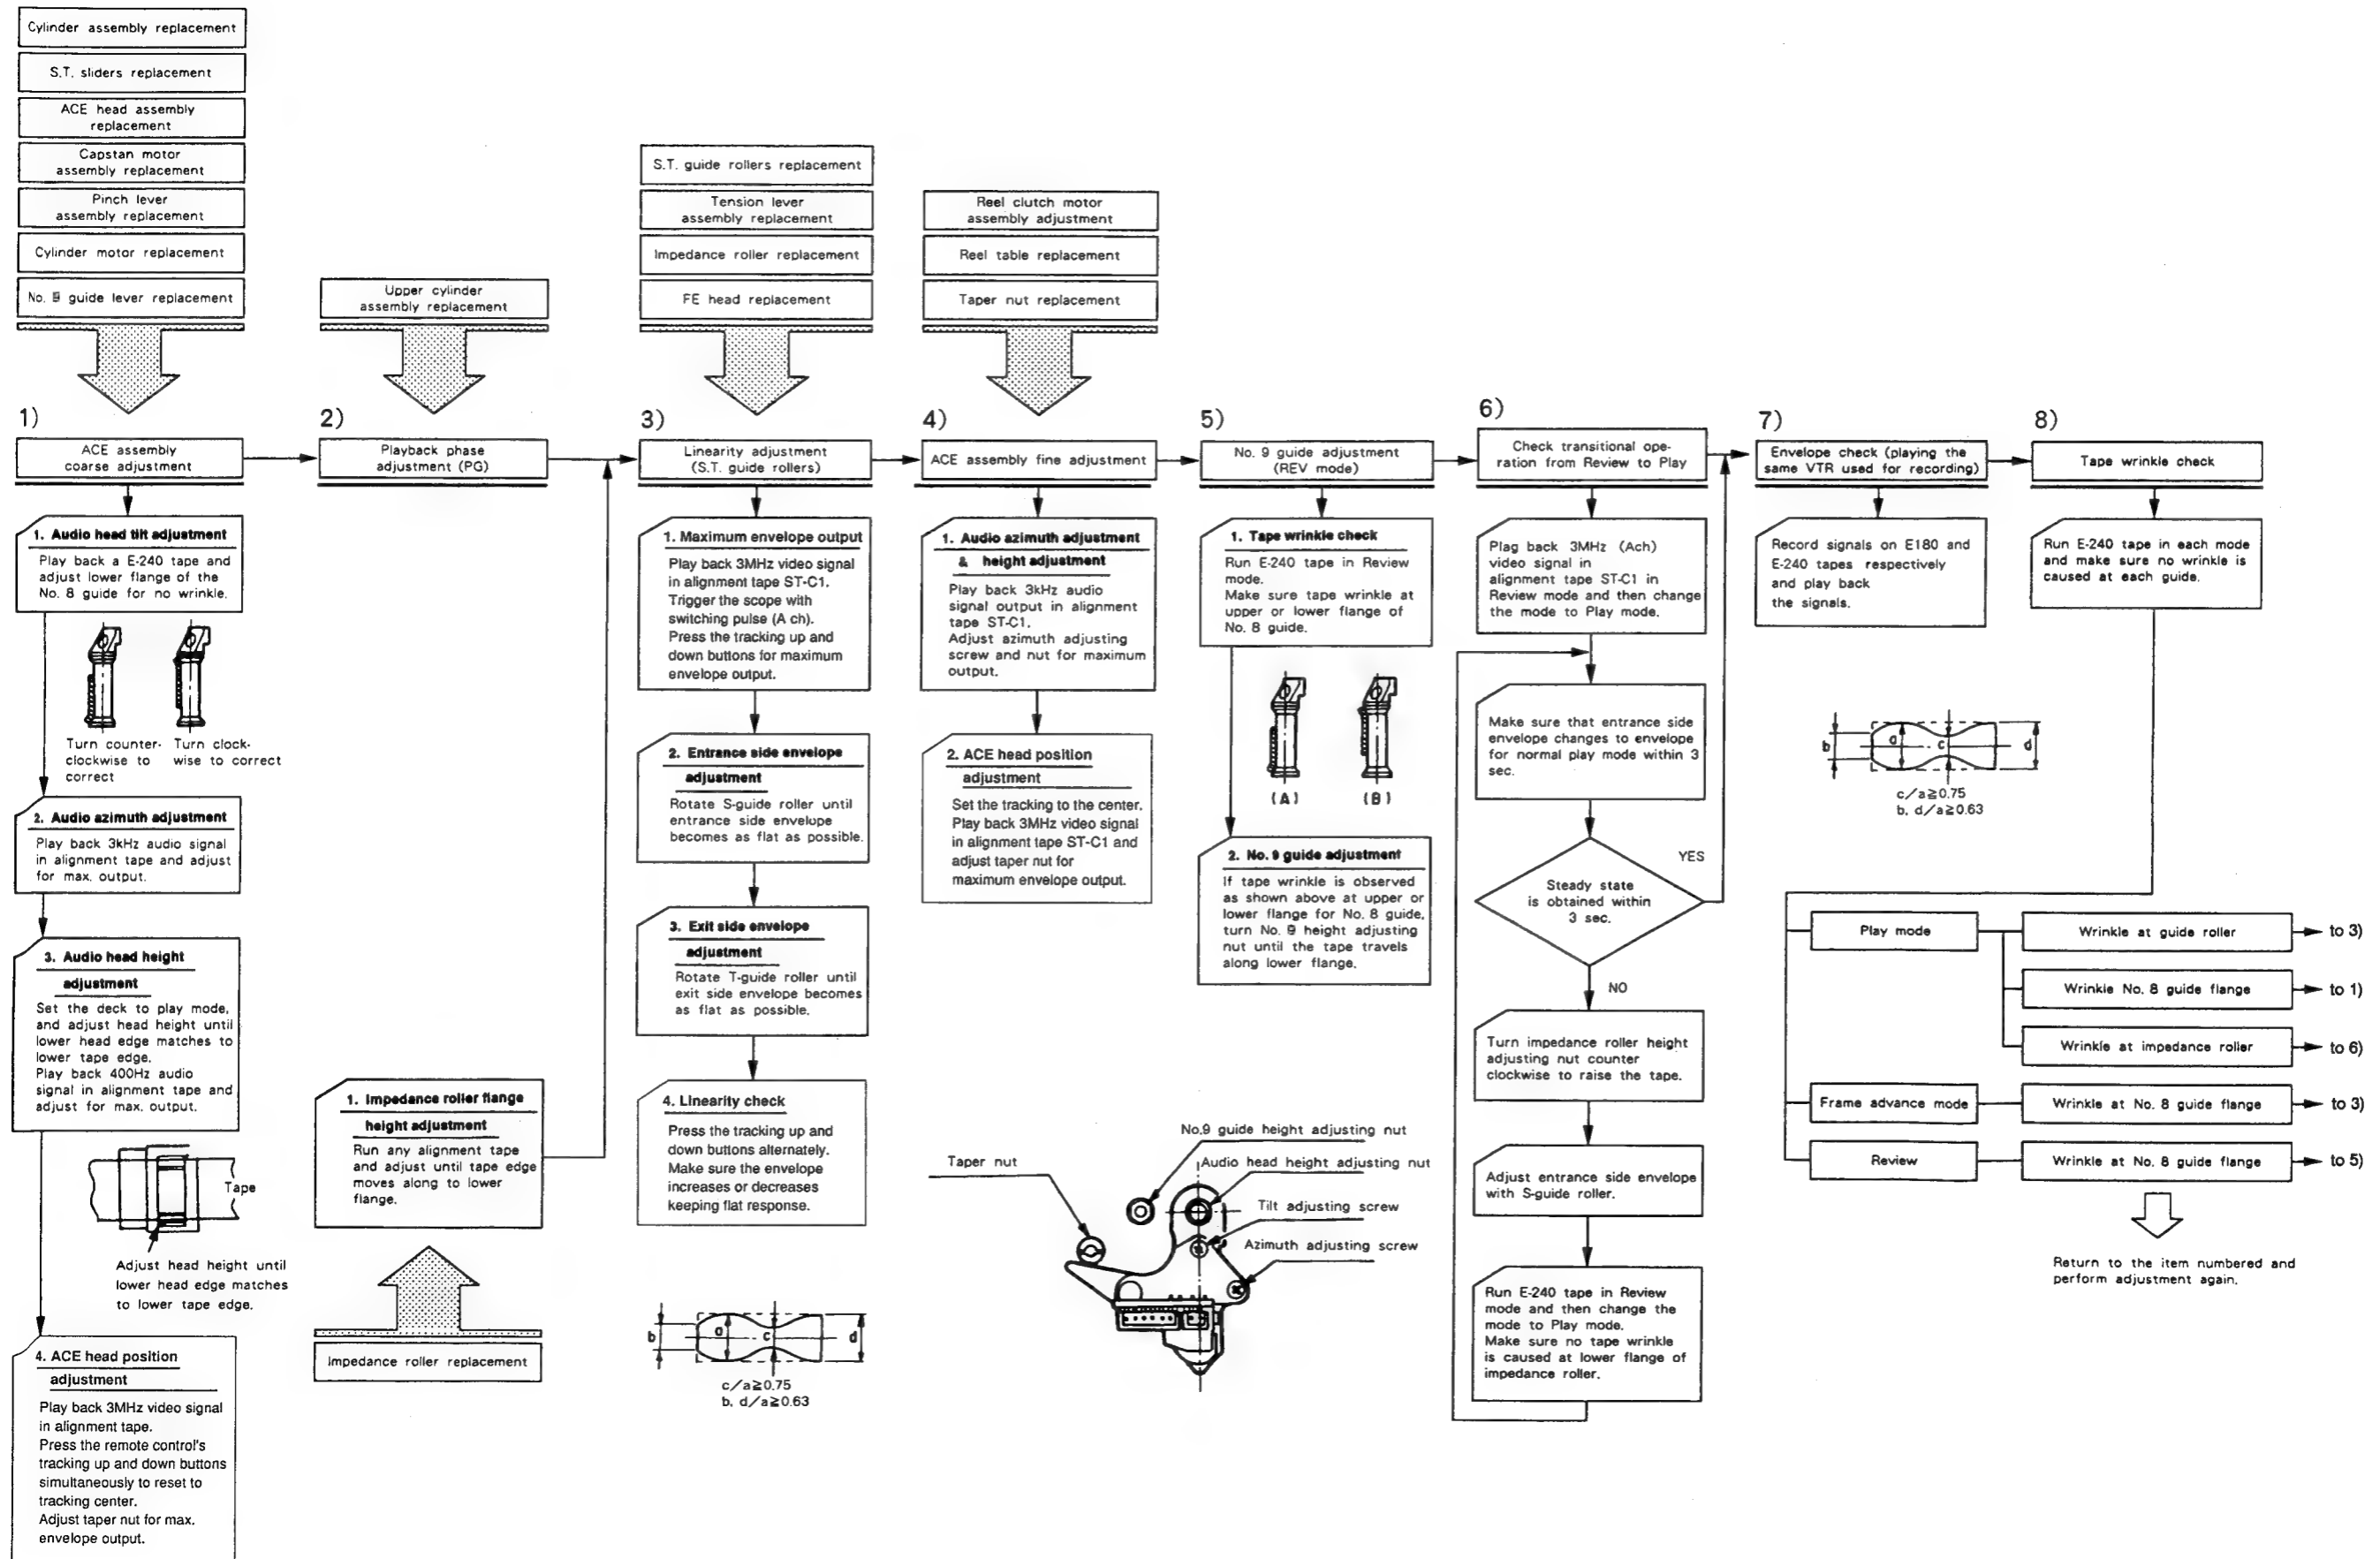 Cylinder assembly replacement
S.T. sliders replacement
ACE head assembly
replacement
Capstan motor
assembly replacement
Pinch lever
assembly replacement
Cylinder motor replacement
No. 9 guide lever replacement
1)
ACE assembly
coarse adjustment
1. Audio head tilt adjustment
Play back a E-240 tape and
adjust lower flange of the
No. 8 guide for no wrinkle.
Turn counter-
clockwise to
correct
Turn clock-
wise to correct
2. Audio azimuth adjustment
Play back 3kHz audio signal
in alignment tape and adjust
for max. output.
3. Audio head height
adjustment
Set the deck to play mode,
and adjust head height until
lower head edge matches to
lower tape edge.
Play back 400Hz audio
signal in alignment tape and
adjust for max. output.
Tape
Adjust head height until
lower head edge matches
to lower tape edge.
4. ACE head position
adjustment
Play back 3MHz video signal
in alignment tape.
Press the remote control's
tracking up and down buttons
simultaneously to reset to
tracking center.
Adjust taper nut for max.
envelope output.
Upper cylinder
assembly replacement
2)
Playback phase
adjustment (PG)
1. Impedance roller flange
height adjustment
Run any alignment tape
and adjust until tape edge
moves along to lower
flange.
Impedance roller replacement
S.T. guide rollers replacement
Tension lever
assembly replacement
Impedance roller replacement
FE head replacement
3)
Linearity adjustment
(S.T. guide rollers)
1. Maximum envelope output
Play back 3MHz video signal
in alignment tape ST-C1.
Trigger the scope with
switching pulse (A ch).
Press the tracking up and
down buttons for maximum
envelope output.
2. Entrance side envelope
adjustment
Rotate S-guide roller until
entrance side envelope
becomes as flat as possible.
3. Exit side envelope
adjustment
Rotate T-guide roller until
exit side envelope becomes
as flat as possible.
4. Linearity check
Press the tracking up and
down buttons alternately.
Make sure the envelope
increases or decreases
keeping flat response.
b a c d
c/a≧0.75
b, d/a≧0.63
Reel clutch motor
assembly adjustment
Reel table replacement
Taper nut replacement
4)
ACE assembly fine adjustment
1. Audio azimuth adjustment
& height adjustment
Play back 3kHz audio
signal output in alignment
tape ST-C1.
Adjust azimuth adjusting
screw and nut for maximum
output.
2. ACE head position
adjustment
Set the tracking to the center.
Play back 3MHz video signal
in alignment tape ST-C1 and
adjust taper nut for
maximum envelope output.
No.9 guide height adjusting nut
Taper nut
Audio head height adjusting nut
Tilt adjusting screw
Azimuth adjusting screw
5)
No. 9 guide adjustment
(REV mode)
1. Tape wrinkle check
Run E-240 tape in Review
mode.
Make sure tape wrinkle at
upper or lower flange of
No. 8 guide.
(A) (B)
2. No. 9 guide adjustment
If tape wrinkle is observed
as shown above at upper or
lower flange for No. 8 guide,
turn No. 9 height adjusting
nut until the tape travels
along lower flange.
6)
Check transitional ope-
ration from Review to Play
Plag back 3MHz (Ach)
video signal in
alignment tape ST-C1 in
Review mode and then change
the mode to Play mode.
Make sure that entrance side
envelope changes to envelope
for normal play mode within 3
sec.
YES
Steady state
is obtained within
3 sec.
NO
Turn impedance roller height
adjusting nut counter
clockwise to raise the tape.
Adjust entrance side envelope
with S-guide roller.
Run E-240 tape in Review
mode and then change the
mode to Play mode.
Make sure no tape wrinkle
is caused at lower flange of
impedance roller.
7)
Envelope check (playing the
same VTR used for recording)
Record signals on E180 and
E-240 tapes respectively
and play back
the signals.
b a c d
c/a≧0.75
b, d/a≧0.63
8)
Tape wrinkle check
Run E-240 tape in each mode
and make sure no wrinkle is
caused at each guide.
Play mode
Wrinkle at guide roller
to 3)
Wrinkle No. 8 guide flange
to 1)
Wrinkle at impedance roller
to 6)
Frame advance mode
Wrinkle at No. 8 guide flange
to 3)
Review
Wrinkle at No. 8 guide flange
to 5)
Return to the item numbered and
perform adjustment again.